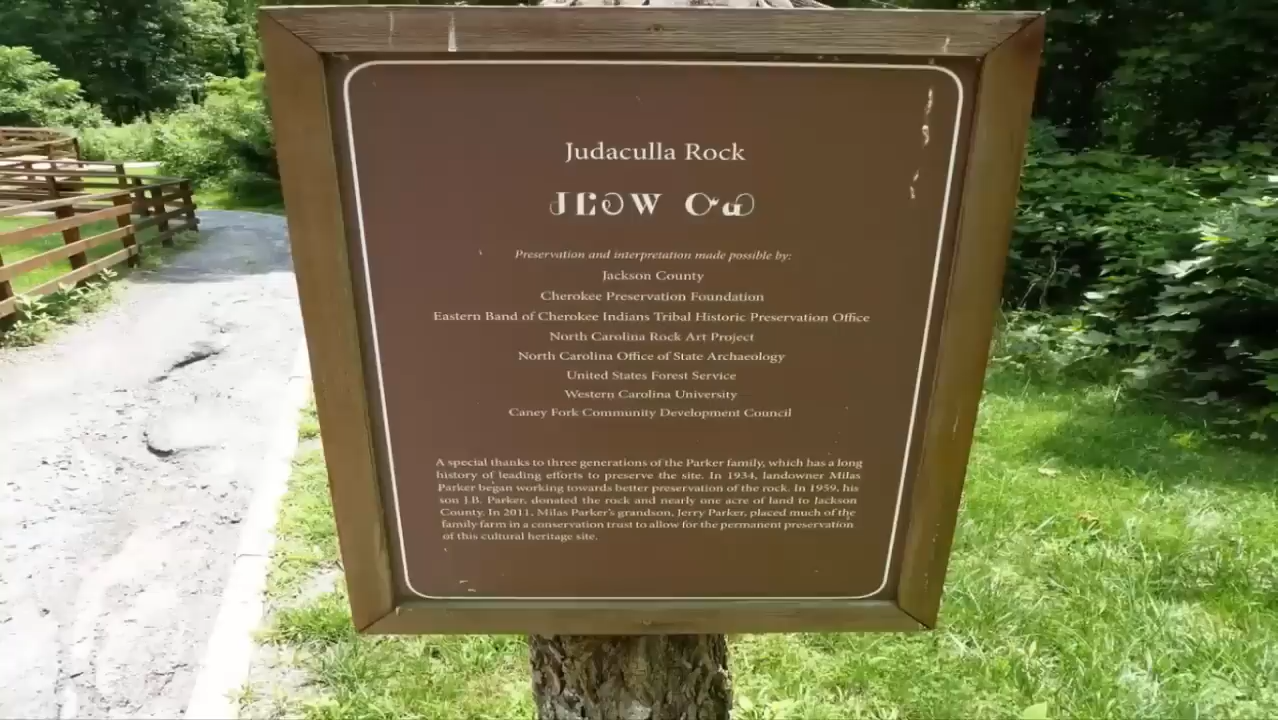 Judaculla Rock
ᏧᏓᎧᎳ ᏅᏯ
Preservation and interpretation made possible by:
Jackson County
Cherokee Preservation Foundation
Eastern Band of Cherokee Indians Tribal Historic Preservation Office
North Carolina Rock Art Project
North Carolina Office of State Archaeology
United States Forest Service
Western Carolina University
Caney Fork Community Development Council
A special thanks to three generations of the Parker family, which has a long
history of leading efforts to preserve the site. In 1934, landowner Milas
Parker began working towards better preservation of the rock. In 1959, his
son J.B. Parker, donated the rock and nearly one acre of land to Jackson
County. In 2011, Milas Parker's grandson, Jerry Parker, placed much of the
family farm in a conservation trust to allow for the permanent preservation
of this cultural heritage site.